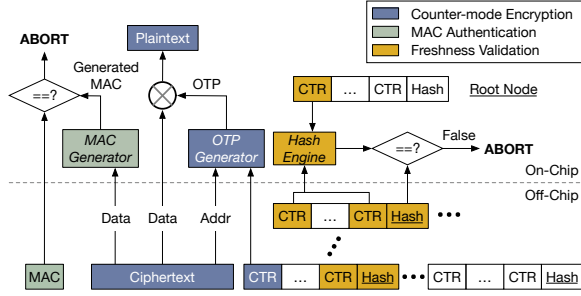 Counter-mode Encryption
MAC Authentication
Freshness Validation
ABORT
Plaintext
Generated
MAC
OTP
==?
CTR
...
CTR
Hash
Root Node
MAC
Generator
OTP
Generator
Hash
Engine
==?
False
ABORT
On-Chip
Off-Chip
Data
Data
Addr
CTR
...
CTR
Hash
MAC
Ciphertext
CTR
...
CTR
Hash
CTR
...
CTR
Hash